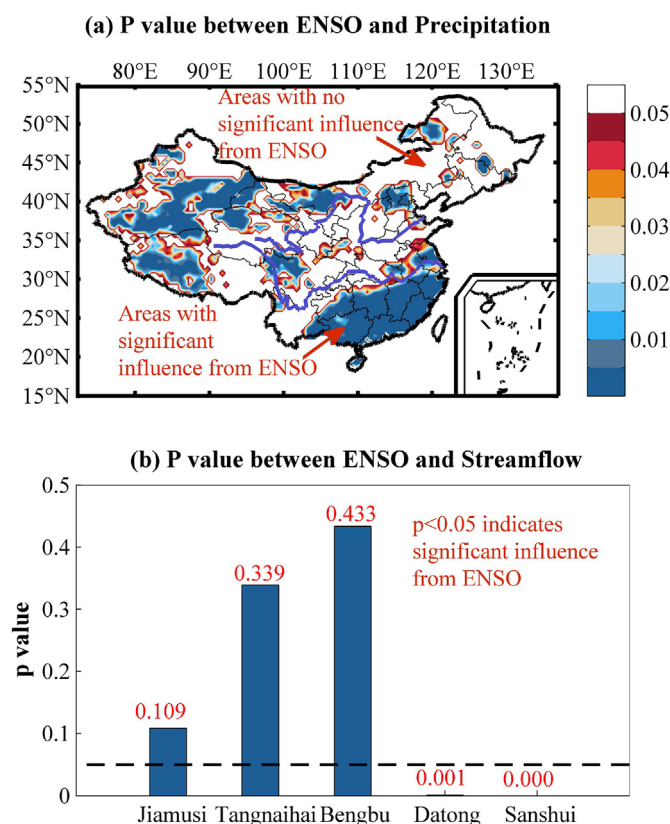 (a) P value between ENSO and Precipitation
80°E 90°E 100°E 110°E 120°E 130°E
55°N
50°N
45°N
40°N
35°N
30°N
25°N
20°N
15°N
Areas with no
significant influence
from ENSO
Areas with
significant
influence from ENSO
0.05
0.04
0.03
0.02
0.01
(b) P value between ENSO and Streamflow
p value
0.5
0.4
0.3
0.2
0.1
0
0.109
0.339
0.433
0.001
0.000
p<0.05 indicates
significant influence
from ENSO
Jiamusi Tangnaihai Bengbu Datong Sanshui